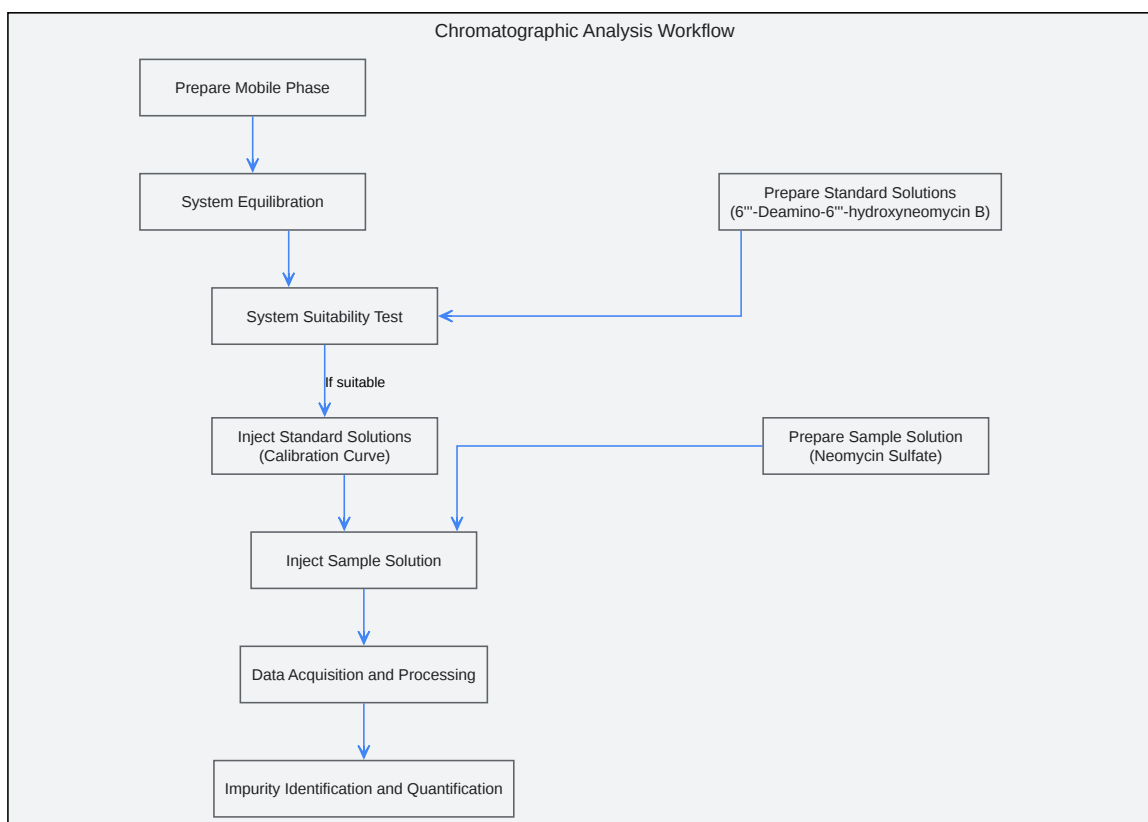 Chromatographic Analysis Workflow
Prepare Mobile Phase
System Equilibration
Prepare Standard Solutions
(6'''-Deamino-6'''-hydroxyneomycin B)
System Suitability Test
If suitable
Inject Standard Solutions
(Calibration Curve)
Prepare Sample Solution
(Neomycin Sulfate)
Inject Sample Solution
Data Acquisition and Processing
Impurity Identification and Quantification